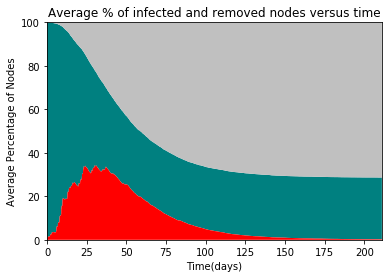 Average % of infected and removed nodes versus time
100
80
60
40
20
0
Average Percentage of Nodes
0 25 50 75 100 125 150 175 200
Time(days)